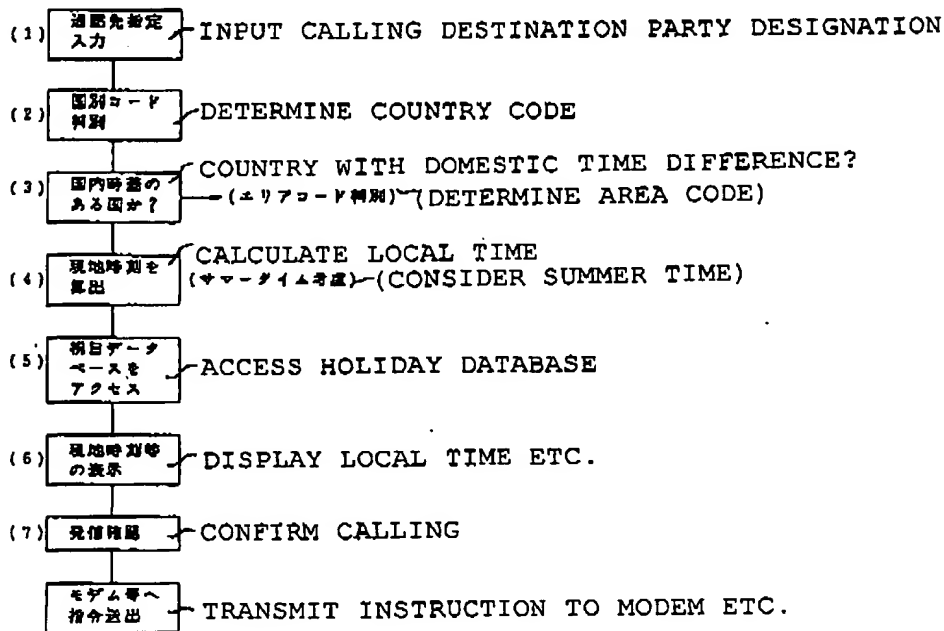 (1)
通話先指定
入力
INPUT CALLING DESTINATION PARTY DESIGNATION
(2)
国別コード
判別
DETERMINE COUNTRY CODE
COUNTRY WITH DOMESTIC TIME DIFFERENCE?
(3)
国内時差の
ある国か?
(エリアコード判別)
(DETERMINE AREA CODE)
CALCULATE LOCAL TIME
(4)
現地時刻を
算出
(サマータイム考慮)
(CONSIDER SUMMER TIME)
(5)
祝日データ
ベースを
アクセス
ACCESS HOLIDAY DATABASE
(6)
現地時刻等
の表示
DISPLAY LOCAL TIME ETC.
(7)
発信確認
CONFIRM CALLING
モデム等へ
指令送出
TRANSMIT INSTRUCTION TO MODEM ETC.